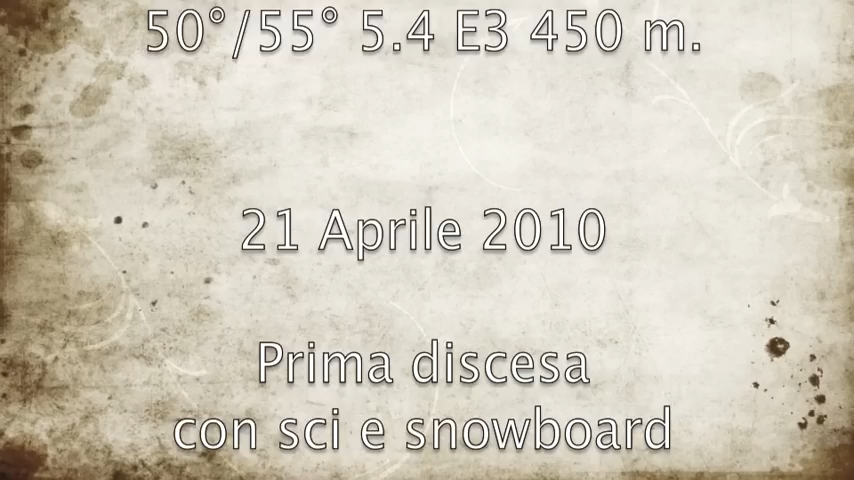 50°/55° 5.4 E3 450 m.
21 Aprile 2010
Prima discesa
con sci e snowboard